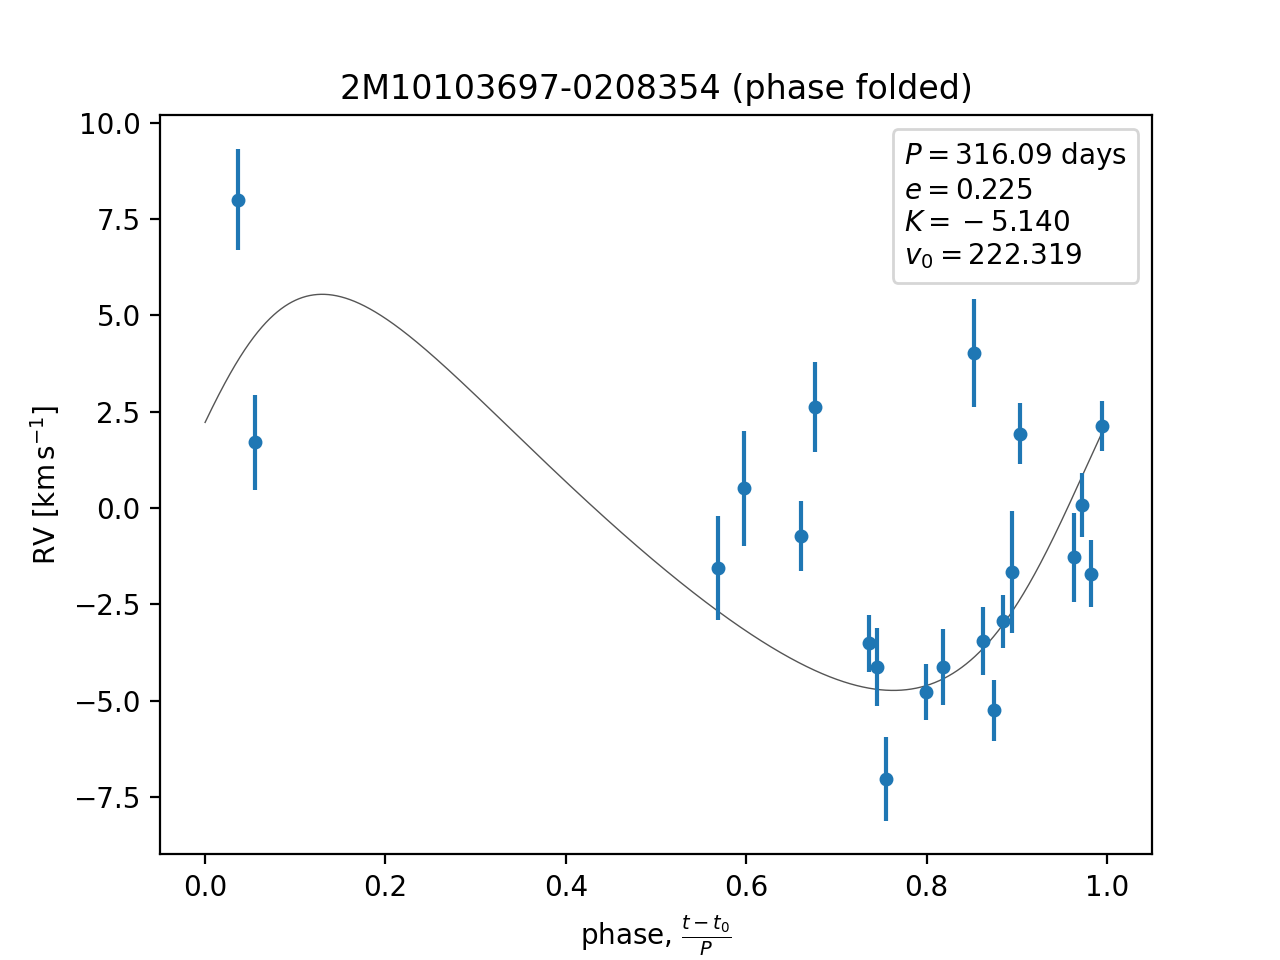 2M10103697-0208354 (phase folded)
10.0
7.5
5.0
2.5
0.0
−2.5
−5.0
−7.5
RV [km s⁻¹]
P = 316.09 days
e = 0.225
K = −5.140
v₀ = 222.319
0.0 0.2 0.4 0.6 0.8 1.0
phase, (t − t₀)/P